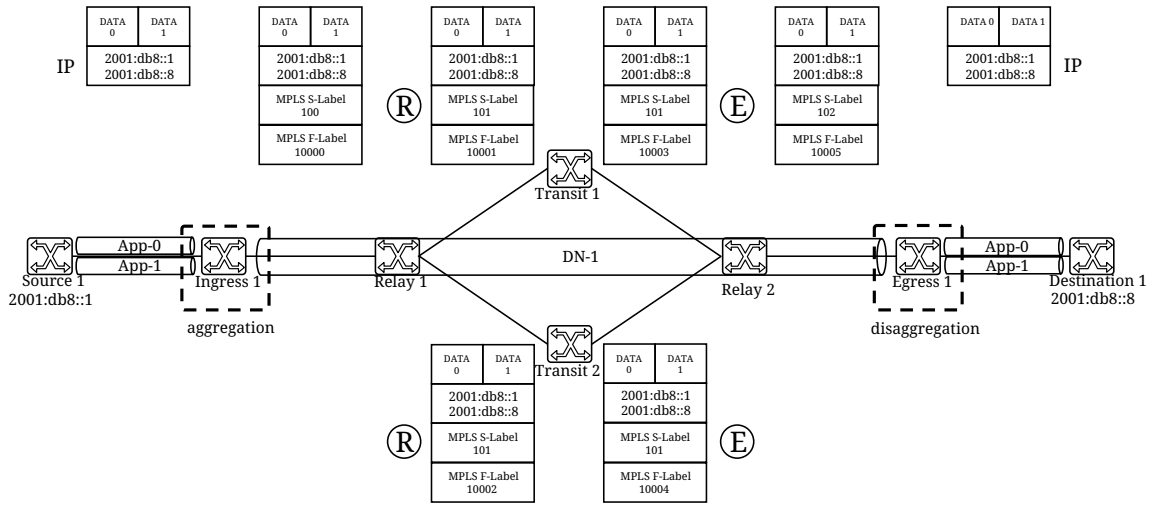 IP
DATA 0
DATA 1
2001:db8::1
2001:db8::8
DATA 0
DATA 1
2001:db8::1
2001:db8::8
MPLS S-Label
100
MPLS F-Label
10000
R
DATA 0
DATA 1
2001:db8::1
2001:db8::8
MPLS S-Label
101
MPLS F-Label
10001
DATA 0
DATA 1
2001:db8::1
2001:db8::8
MPLS S-Label
101
MPLS F-Label
10003
E
DATA 0
DATA 1
2001:db8::1
2001:db8::8
MPLS S-Label
102
MPLS F-Label
10005
DATA 0 DATA 1
2001:db8::1
2001:db8::8
IP
Transit 1
Source 1
2001:db8::1
App-0
App-1
Ingress 1
aggregation
Relay 1
DN-1
Relay 2
Egress 1
disaggregation
App-0
App-1
Destination 1
2001:db8::8
Transit 2
R
DATA 0
DATA 1
2001:db8::1
2001:db8::8
MPLS S-Label
101
MPLS F-Label
10002
DATA 0
DATA 1
2001:db8::1
2001:db8::8
MPLS S-Label
101
MPLS F-Label
10004
E